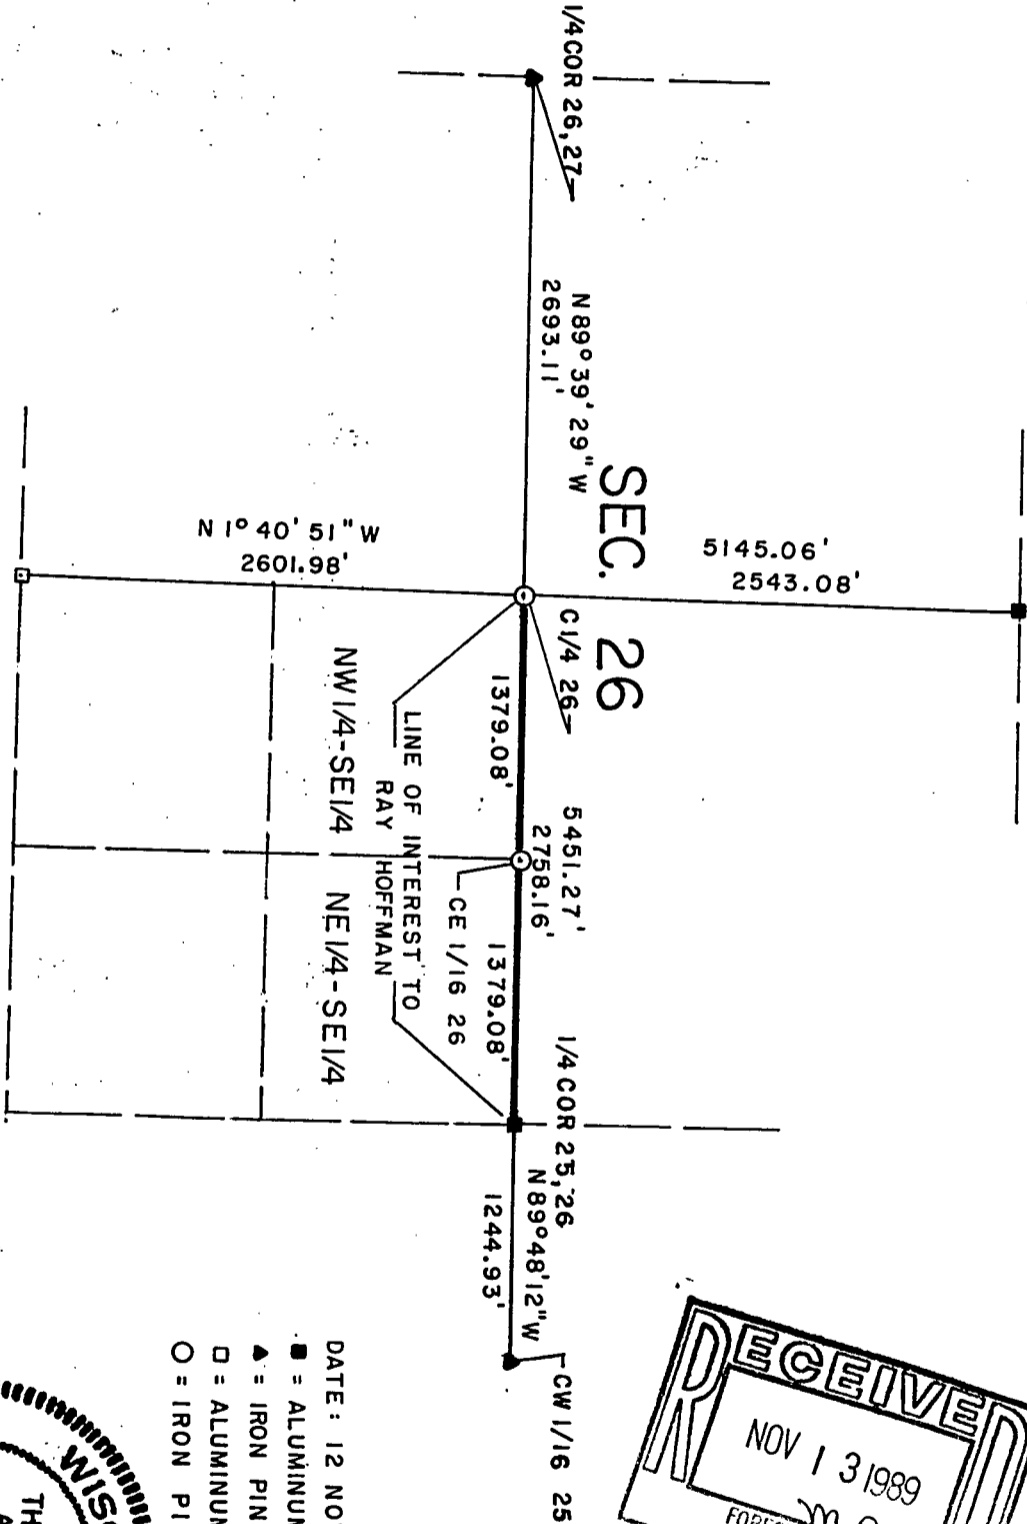 1/4 COR 26,27
N 89° 39' 29" W
2693.11'
SEC. 26
5145.06'
2543.08'
N 1° 40' 51" W
2601.98'
C 1/4 26
1379.08'
5451.27'
2758.16'
1379.08'
CE 1/16 26
LINE OF INTEREST TO
RAY HOFFMAN
NW 1/4-SE 1/4
NE 1/4-SE 1/4
1/4 COR 25,26
N 89° 48' 12" W
1244.93'
CW 1/16 25
RECEIVED
NOV 13 1989
DATE: 12 NO
■ = ALUMINUM
▲ = IRON PIN
□ = ALUMINUM
○ = IRON PI
WISC
TH